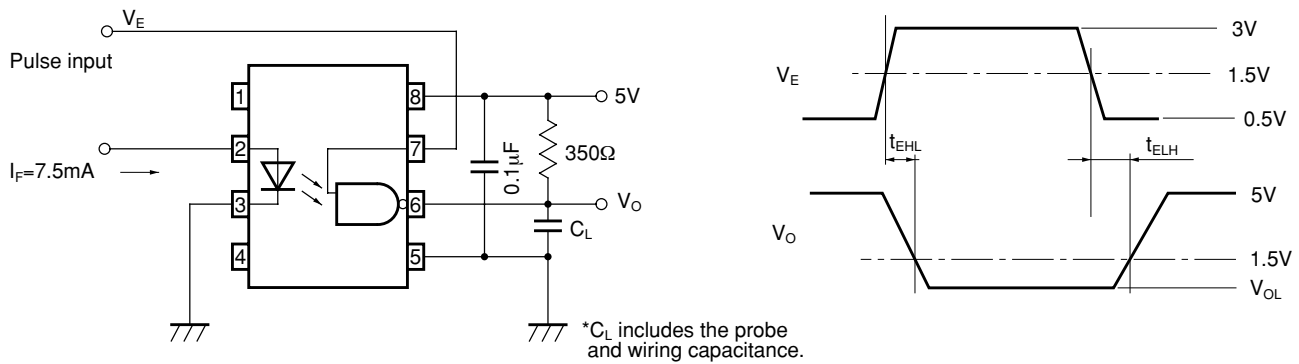 V_E
Pulse input
I_F=7.5mA
1
2
3
4
8
7
6
5
5V
0.1μF
350Ω
V_O
C_L
*C_L includes the probe
and wiring capacitance.
V_E
3V
1.5V
0.5V
t_EHL
t_ELH
V_O
5V
1.5V
V_OL